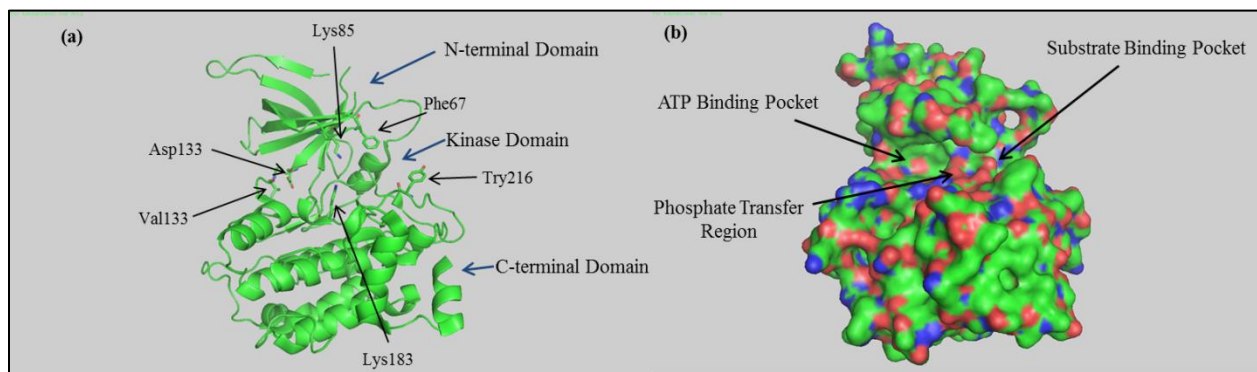 (a)
Lys85
N-terminal Domain
Phe67
Kinase Domain
Asp133
Try216
Val133
C-terminal Domain
Lys183
(b)
Substrate Binding Pocket
ATP Binding Pocket
Phosphate Transfer
Region